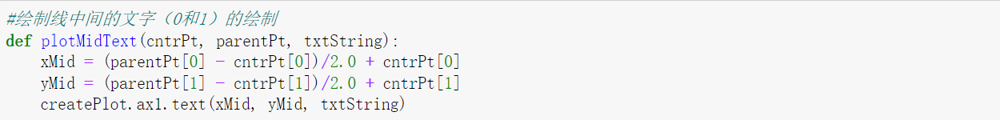 #绘制线中间的文字（0和1）的绘制
def plotMidText(cntrPt, parentPt, txtString):
    xMid = (parentPt[0] - cntrPt[0])/2.0 + cntrPt[0]
    yMid = (parentPt[1] - cntrPt[1])/2.0 + cntrPt[1]
    createPlot.ax1.text(xMid, yMid, txtString)